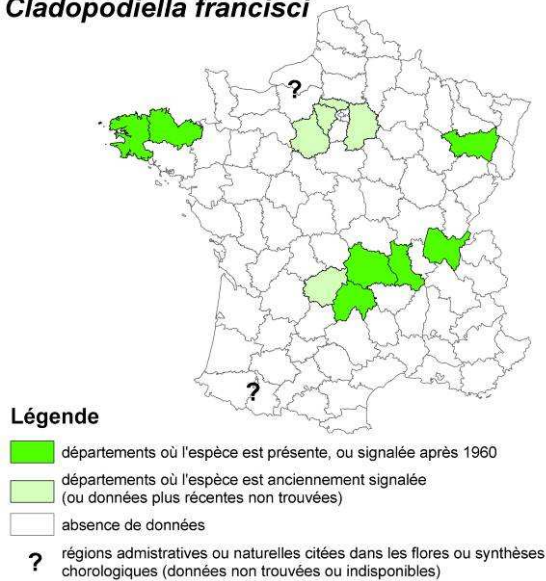 Cladopodiella francisci
?
?
Légende
départements où l'espèce est présente, ou signalée après 1960
départements où l'espèce est anciennement signalée
(ou données plus récentes non trouvées)
absence de données
? régions admistratives ou naturelles citées dans les flores ou synthèses
chorologiques (données non trouvées ou indisponibles)